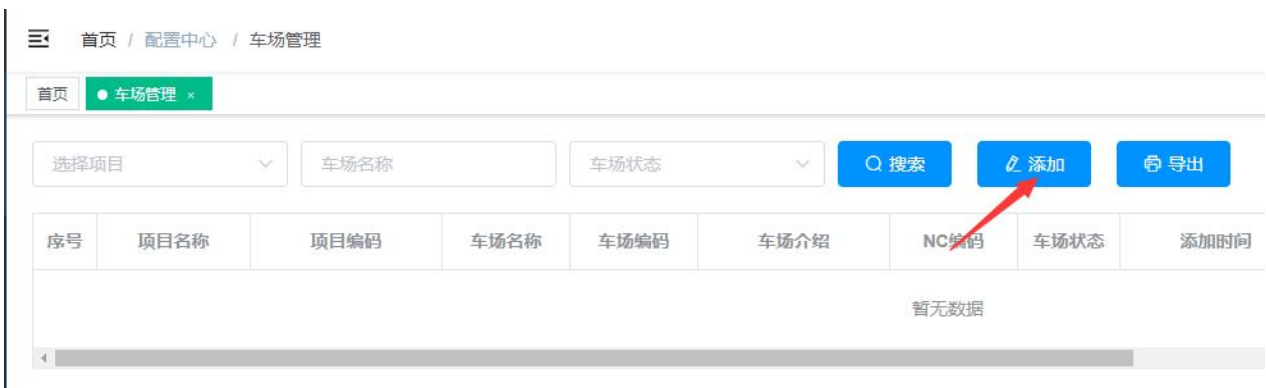 首页 / 配置中心 / 车场管理
首页 车场管理 ×
选择项目 车场名称 车场状态 搜索 添加 导出
序号 项目名称 项目编码 车场名称 车场编码 车场介绍 NC编码 车场状态 添加时间
暂无数据